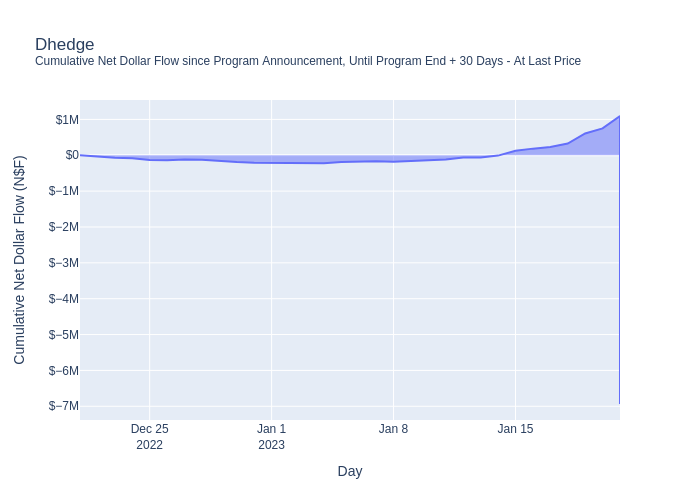 Dhedge
Cumulative Net Dollar Flow since Program Announcement, Until Program End + 30 Days - At Last Price
Cumulative Net Dollar Flow (N$F)
$1M
$0
$−1M
$−2M
$−3M
$−4M
$−5M
$−6M
$−7M
Dec 25
2022
Jan 1
2023
Jan 8
Jan 15
Day